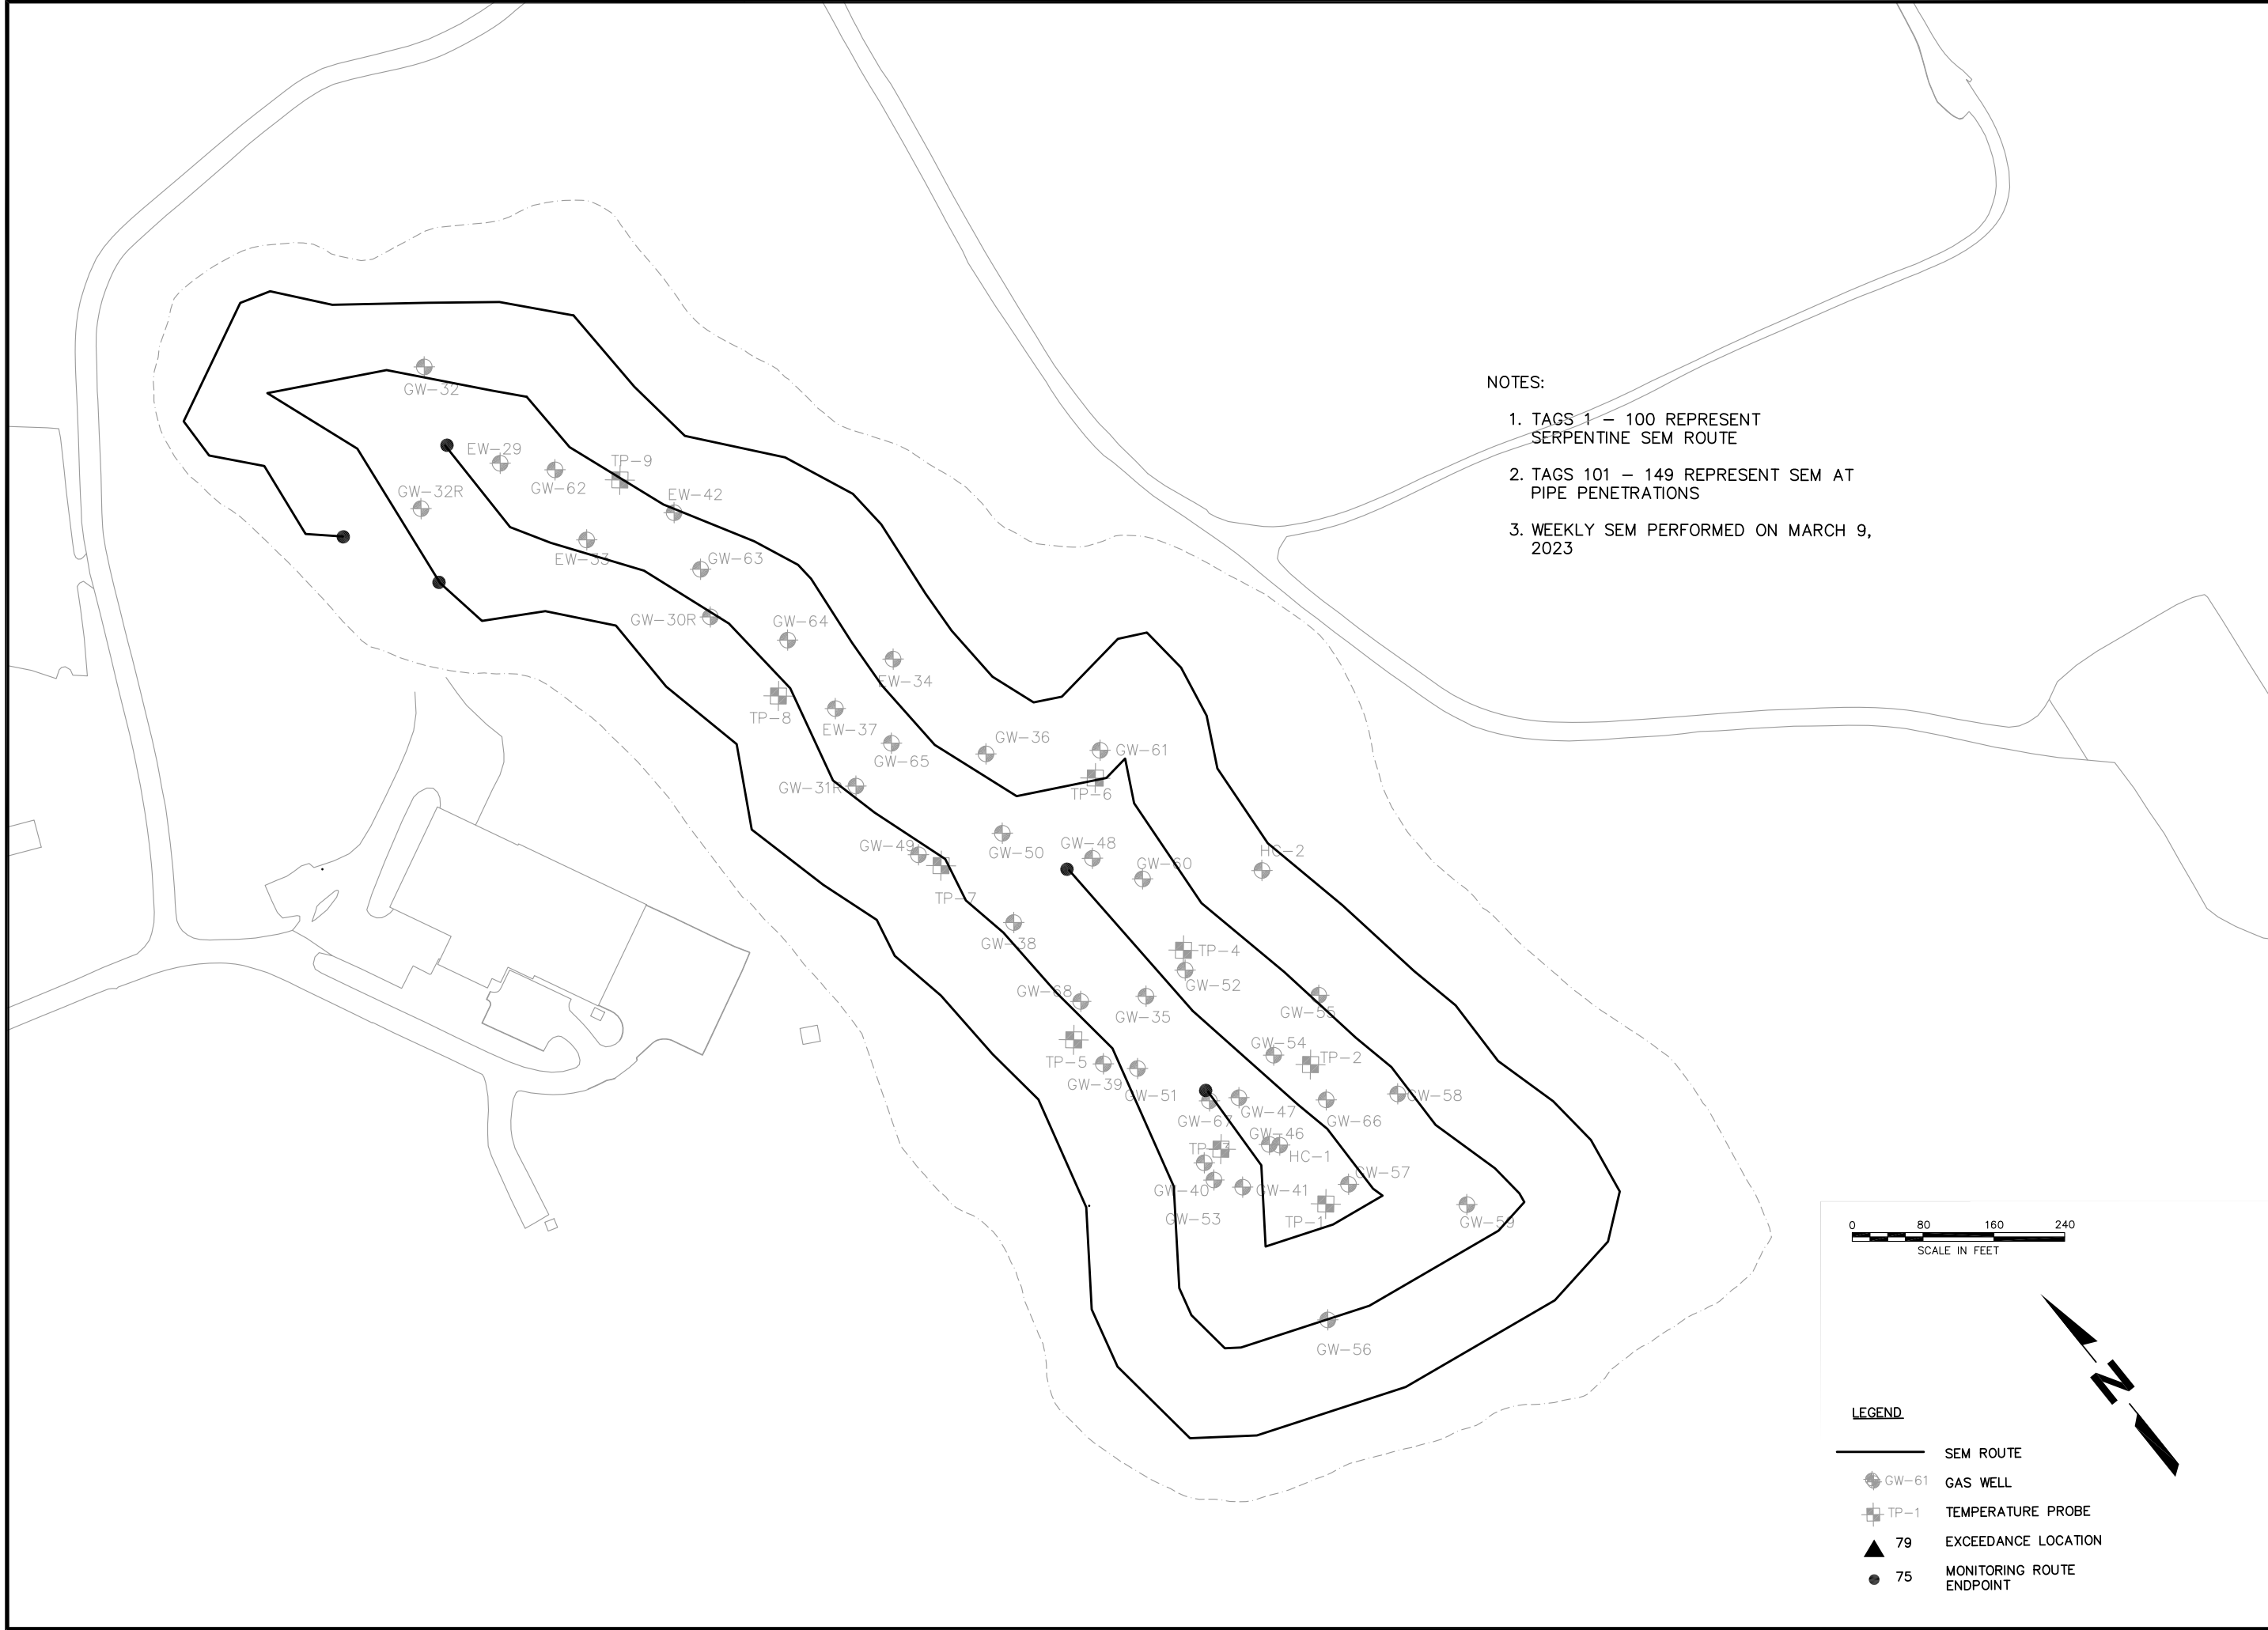 NOTES:
1. TAGS 1 – 100 REPRESENT
SERPENTINE SEM ROUTE
2. TAGS 101 – 149 REPRESENT SEM AT
PIPE PENETRATIONS
3. WEEKLY SEM PERFORMED ON MARCH 9,
2023
GW-32
EW-29
TP-9
GW-62
GW-32R
EW-42
EW-33
GW-63
GW-30R
GW-64
EW-34
TP-8
EW-37
GW-36
GW-61
GW-65
GW-31R
TP-6
GW-49
GW-50
GW-48
GW-60
HC-2
TP-7
GW-38
TP-4
GW-52
GW-68
GW-35
GW-55
GW-54
TP-2
TP-5
GW-39
GW-51
GW-58
GW-67
GW-47
GW-66
GW-46
TP-3
HC-1
GW-57
GW-40
GW-41
GW-53
TP-1
GW-59
GW-56
0 80 160 240
SCALE IN FEET
N
LEGEND
SEM ROUTE
GW-61 GAS WELL
TP-1 TEMPERATURE PROBE
79 EXCEEDANCE LOCATION
75 MONITORING ROUTE
ENDPOINT